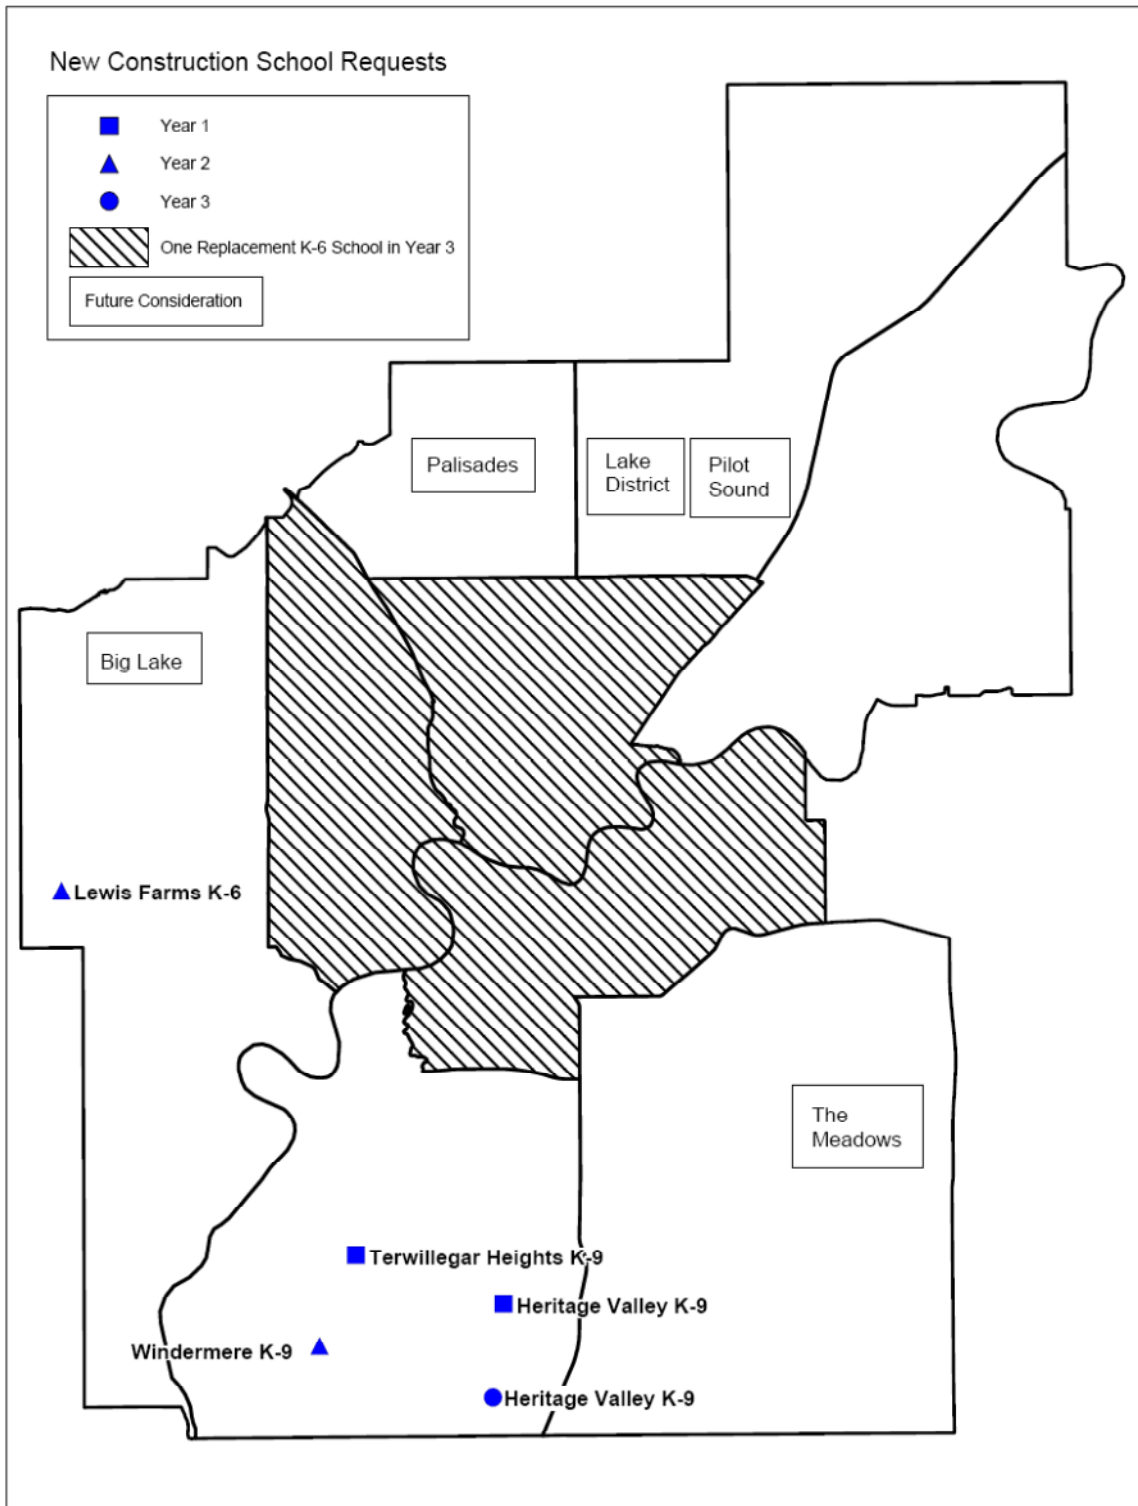 New Construction School Requests
Year 1
Year 2
Year 3
One Replacement K-6 School in Year 3
Future Consideration
Palisades
Lake
District
Pilot
Sound
Big Lake
Lewis Farms K-6
The
Meadows
Terwillegar Heights K-9
Heritage Valley K-9
Windermere K-9
Heritage Valley K-9